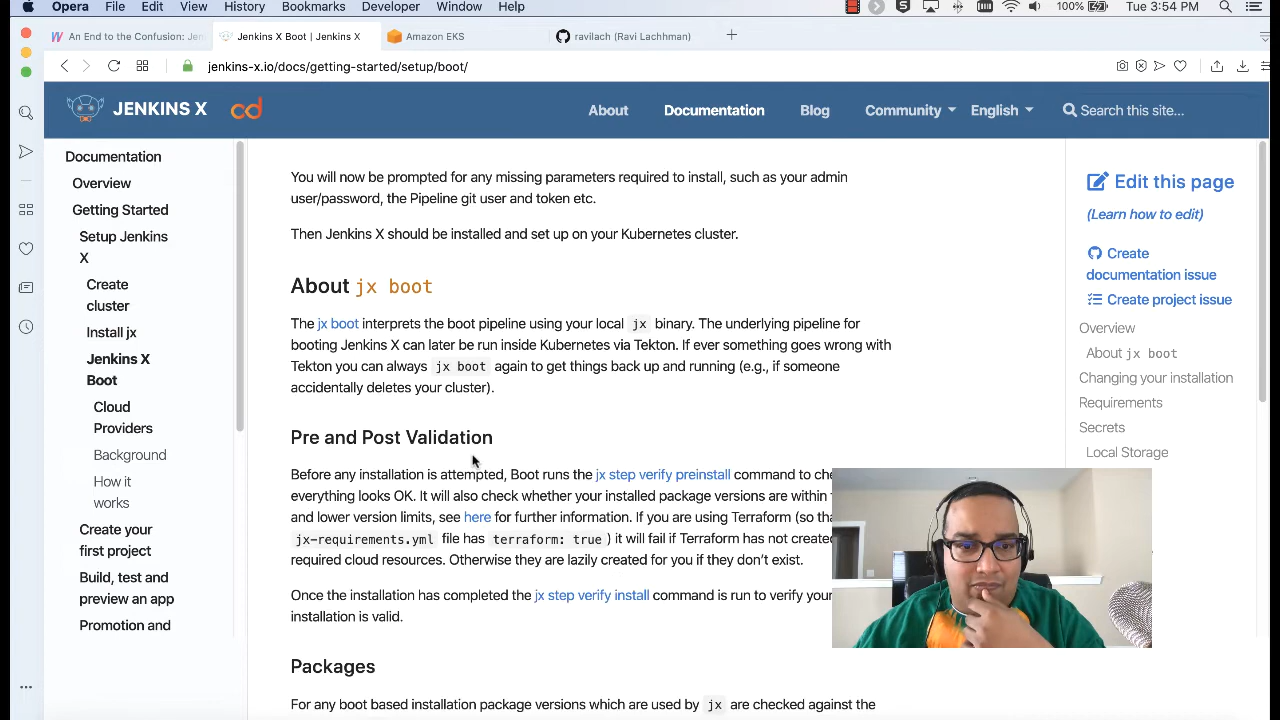 Opera File Edit View History Bookmarks Developer Window Help 100% Tue 3:54 PM
An End to the Confusion: Jen
Jenkins X Boot | Jenkins X
Amazon EKS
ravilach (Ravi Lachhman)
jenkins-x.io/docs/getting-started/setup/boot/
JENKINS X cd
About Documentation Blog Community English Search this site...
Documentation
Overview
Getting Started
Setup Jenkins
X
Create
cluster
Install jx
Jenkins X
Boot
Cloud
Providers
Background
How it
works
Create your
first project
Build, test and
preview an app
Promotion and
You will now be prompted for any missing parameters required to install, such as your admin
user/password, the Pipeline git user and token etc.
Then Jenkins X should be installed and set up on your Kubernetes cluster.
About jx boot
The jx boot interprets the boot pipeline using your local jx binary. The underlying pipeline for
booting Jenkins X can later be run inside Kubernetes via Tekton. If ever something goes wrong with
Tekton you can always jx boot again to get things back up and running (e.g., if someone
accidentally deletes your cluster).
Pre and Post Validation
Before any installation is attempted, Boot runs the jx step verify preinstall command to che
everything looks OK. It will also check whether your installed package versions are within
and lower version limits, see here for further information. If you are using Terraform (so tha
jx-requirements.yml file has terraform: true ) it will fail if Terraform has not created
required cloud resources. Otherwise they are lazily created for you if they don't exist.
Once the installation has completed the jx step verify install command is run to verify your
installation is valid.
Packages
For any boot based installation package versions which are used by jx are checked against the
Edit this page
(Learn how to edit)
Create
documentation issue
Create project issue
Overview
About jx boot
Changing your installation
Requirements
Secrets
Local Storage